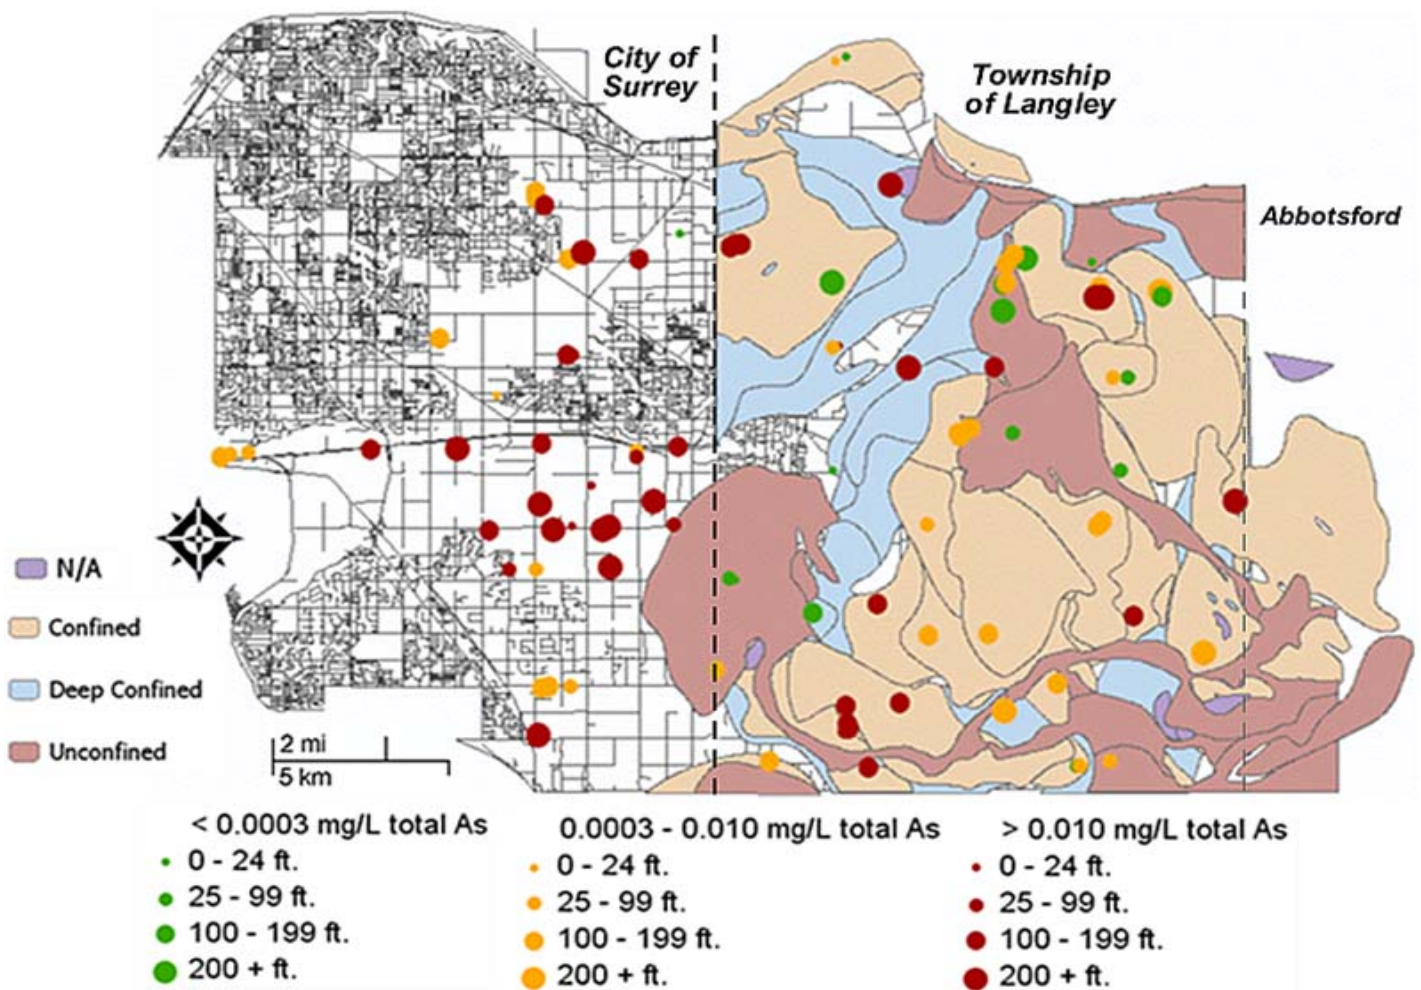 City of
Surrey
Township
of Langley
Abbotsford
N/A
Confined
Deep Confined
Unconfined
2 mi
5 km
< 0.0003 mg/L total As
0 - 24 ft.
25 - 99 ft.
100 - 199 ft.
200 + ft.
0.0003 - 0.010 mg/L total As
0 - 24 ft.
25 - 99 ft.
100 - 199 ft.
200 + ft.
> 0.010 mg/L total As
0 - 24 ft.
25 - 99 ft.
100 - 199 ft.
200 + ft.